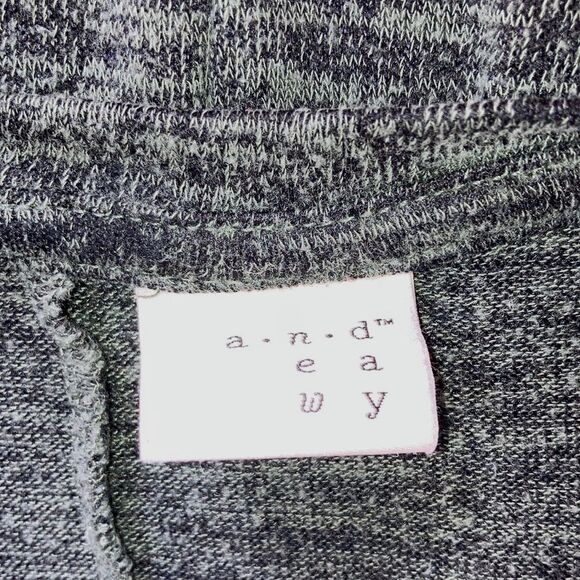 a · n · d™
e a
w y